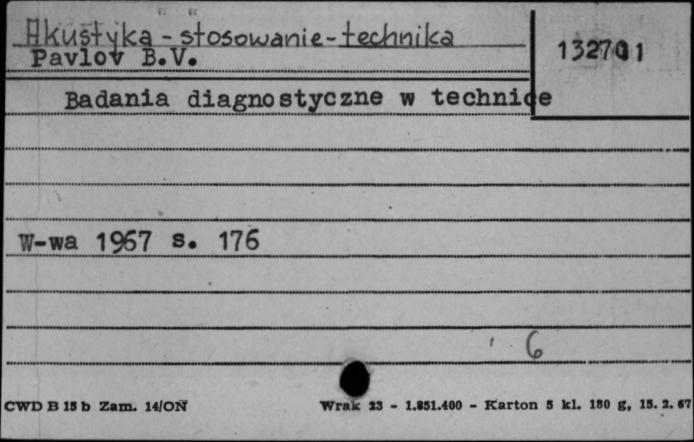 Akustyka - stosowanie - technika
Pavlov B.V.
132701
Badania diagnostyczne w technice
W-wa 1967 s. 176
6
CWD B 15 b Zam. 14/ON Wrak 23 - 1.851.400 - Karton 5 kl. 180 g, 15. 2. 67